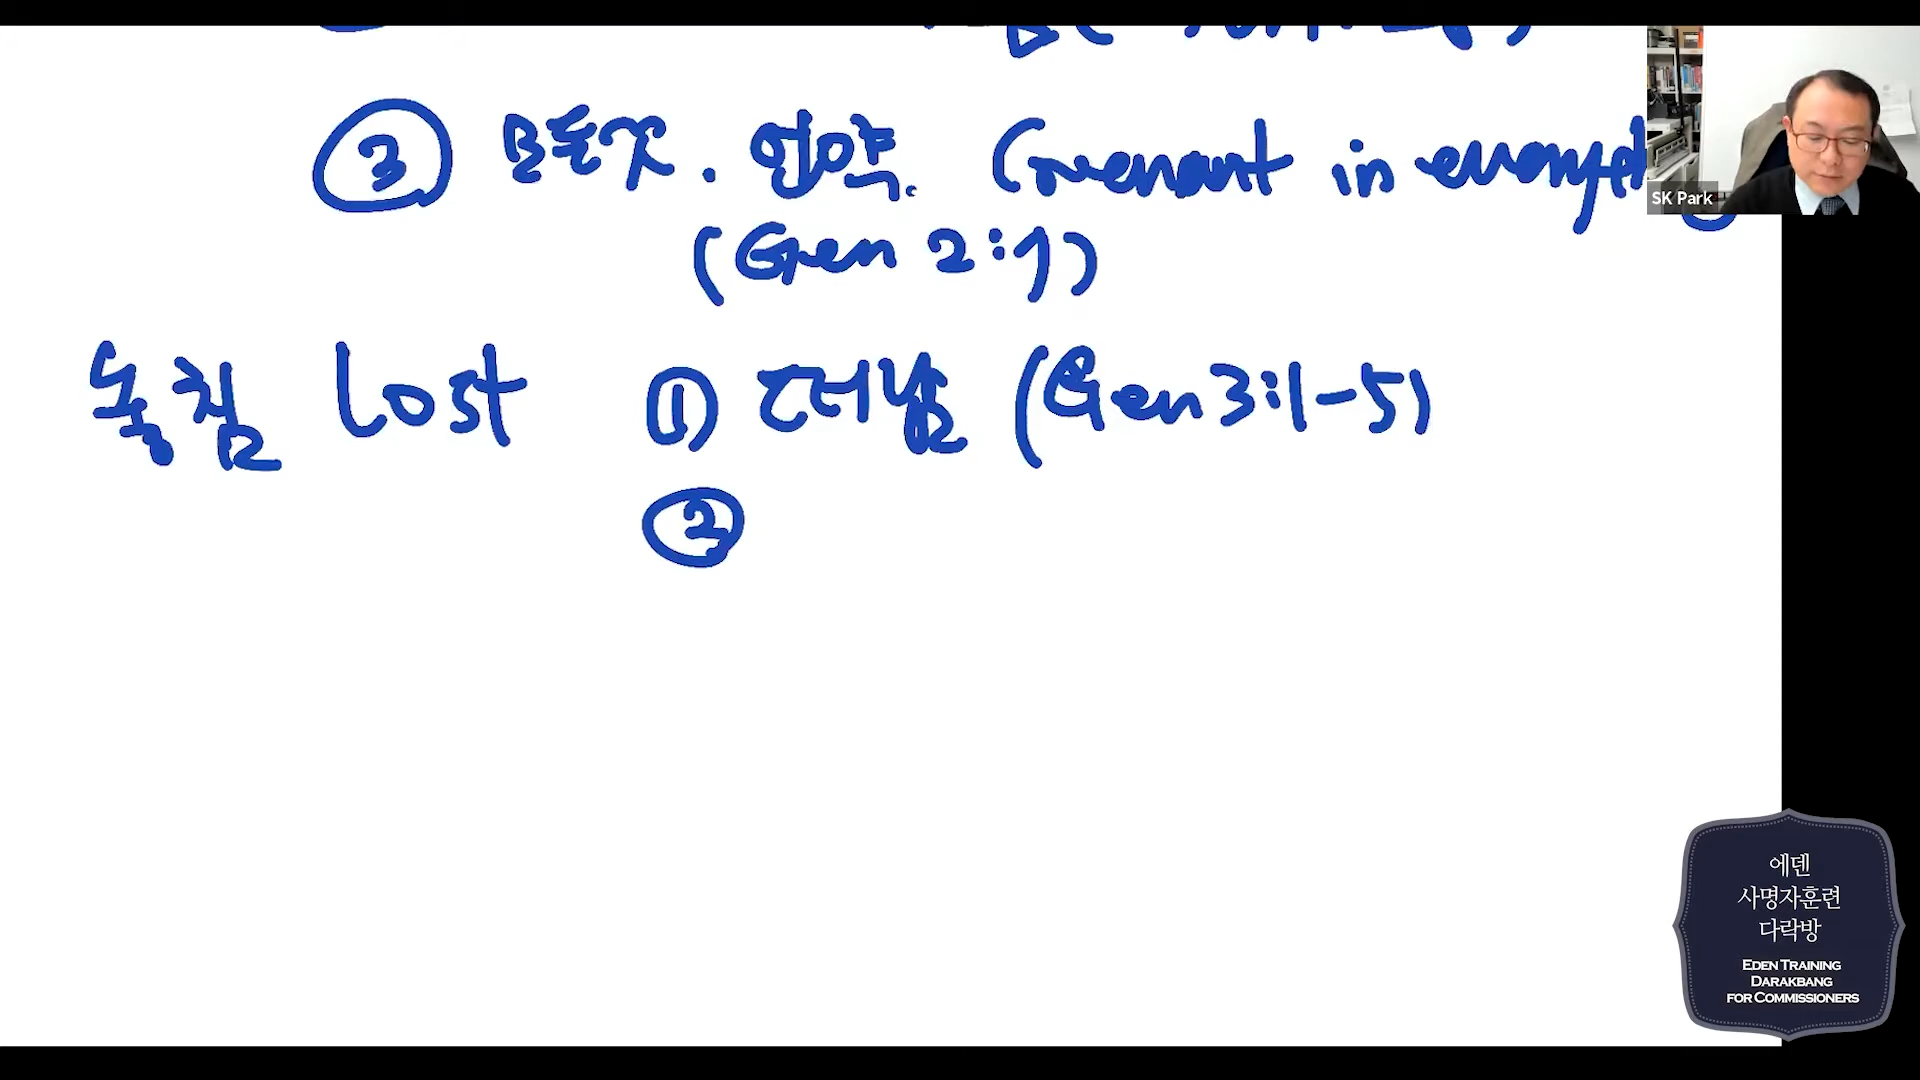 ③ 모든것. 언약. Covenant in everyth
SK Park
(Gen 2:1)
놓침 Lost ① 떠남 (Gen 3:1-5)
②
에덴
사명자훈련
다락방
EDEN TRAINING
DARAKBANG
FOR COMMISSIONERS